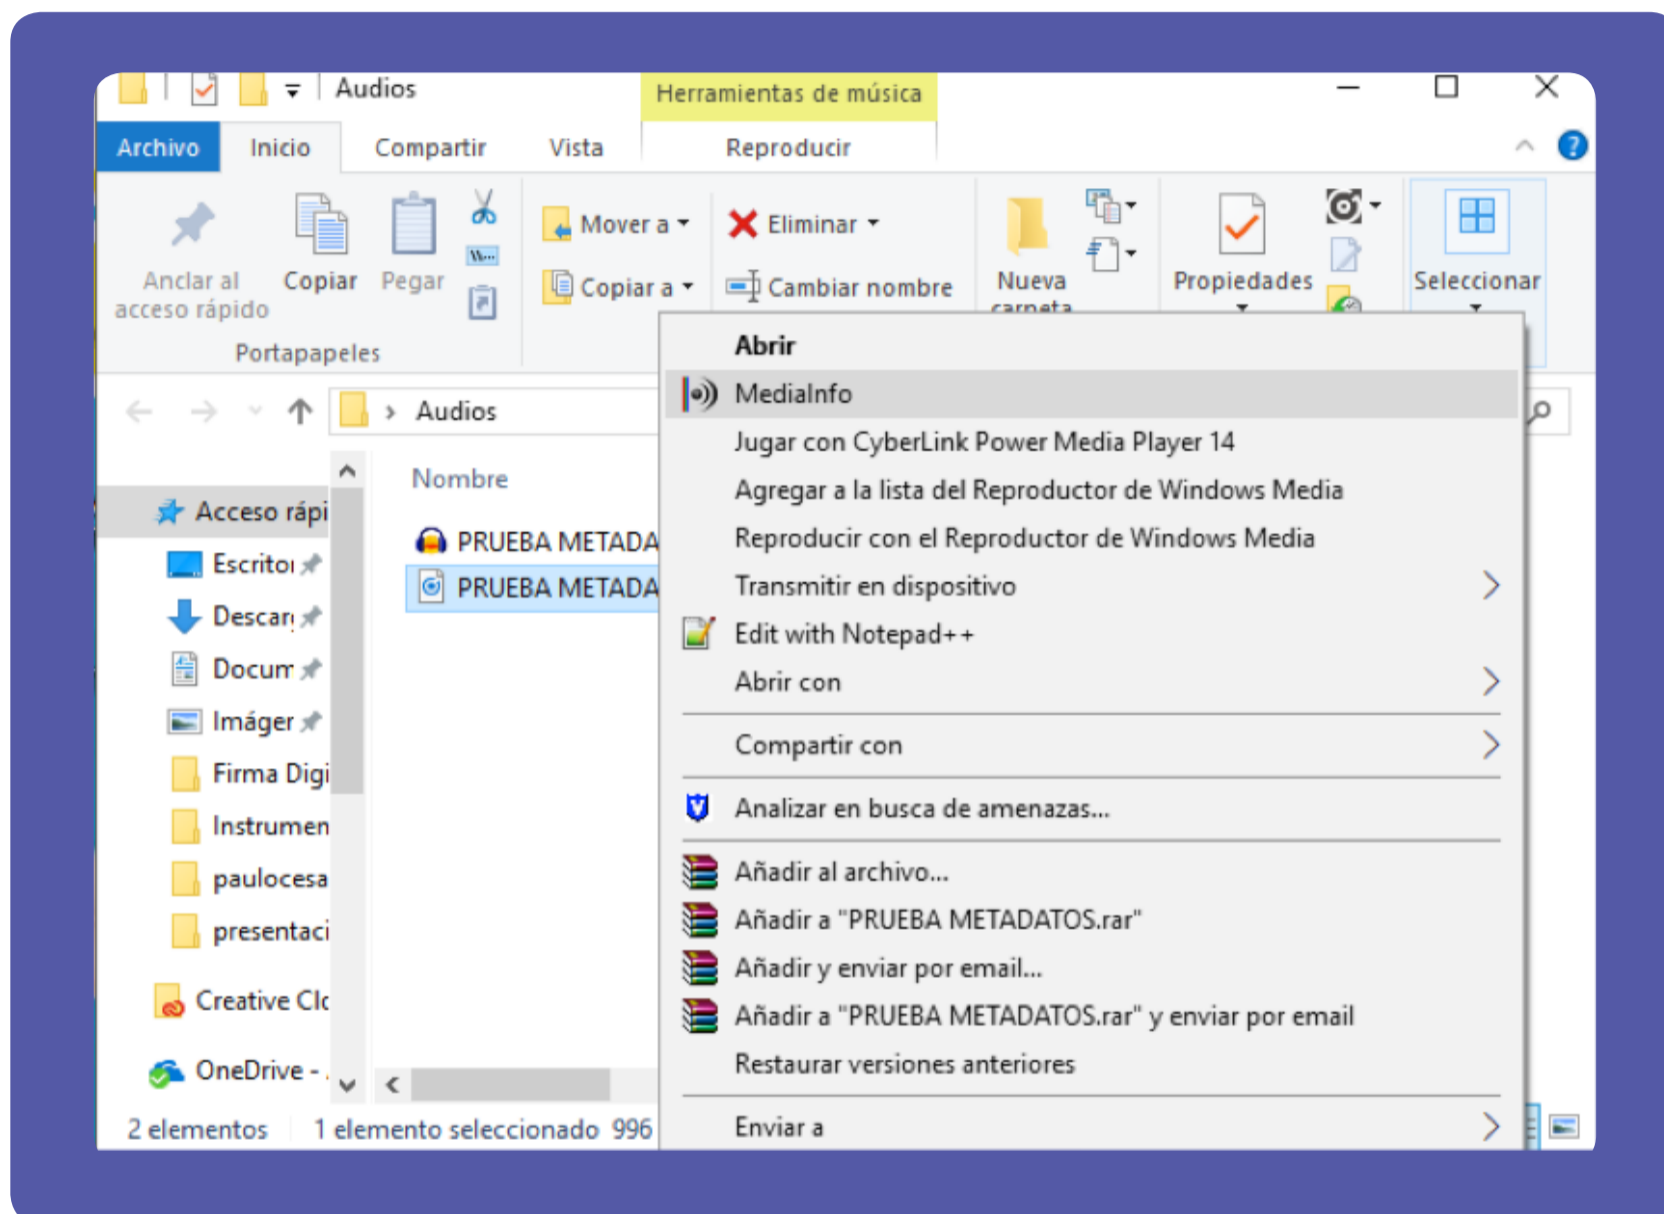 Audios
Herramientas de música
Archivo
Inicio
Compartir
Vista
Reproducir
Anclar al
acceso rápido
Copiar
Pegar
Mover a
Copiar a
Eliminar
Cambiar nombre
Nueva
carpeta
Propiedades
Seleccionar
Portapapeles
Audios
Nombre
Acceso rápi
Escritor
Descar
Docum
Imáger
Firma Digi
Instrumen
paulocesa
presentaci
Creative Clo
OneDrive -
PRUEBA METADA
PRUEBA METADA
Abrir
MediaInfo
Jugar con CyberLink Power Media Player 14
Agregar a la lista del Reproductor de Windows Media
Reproducir con el Reproductor de Windows Media
Transmitir en dispositivo
Edit with Notepad++
Abrir con
Compartir con
Analizar en busca de amenazas...
Añadir al archivo...
Añadir a "PRUEBA METADATOS.rar"
Añadir y enviar por email...
Añadir a "PRUEBA METADATOS.rar" y enviar por email
Restaurar versiones anteriores
Enviar a
2 elementos
1 elemento seleccionado 996